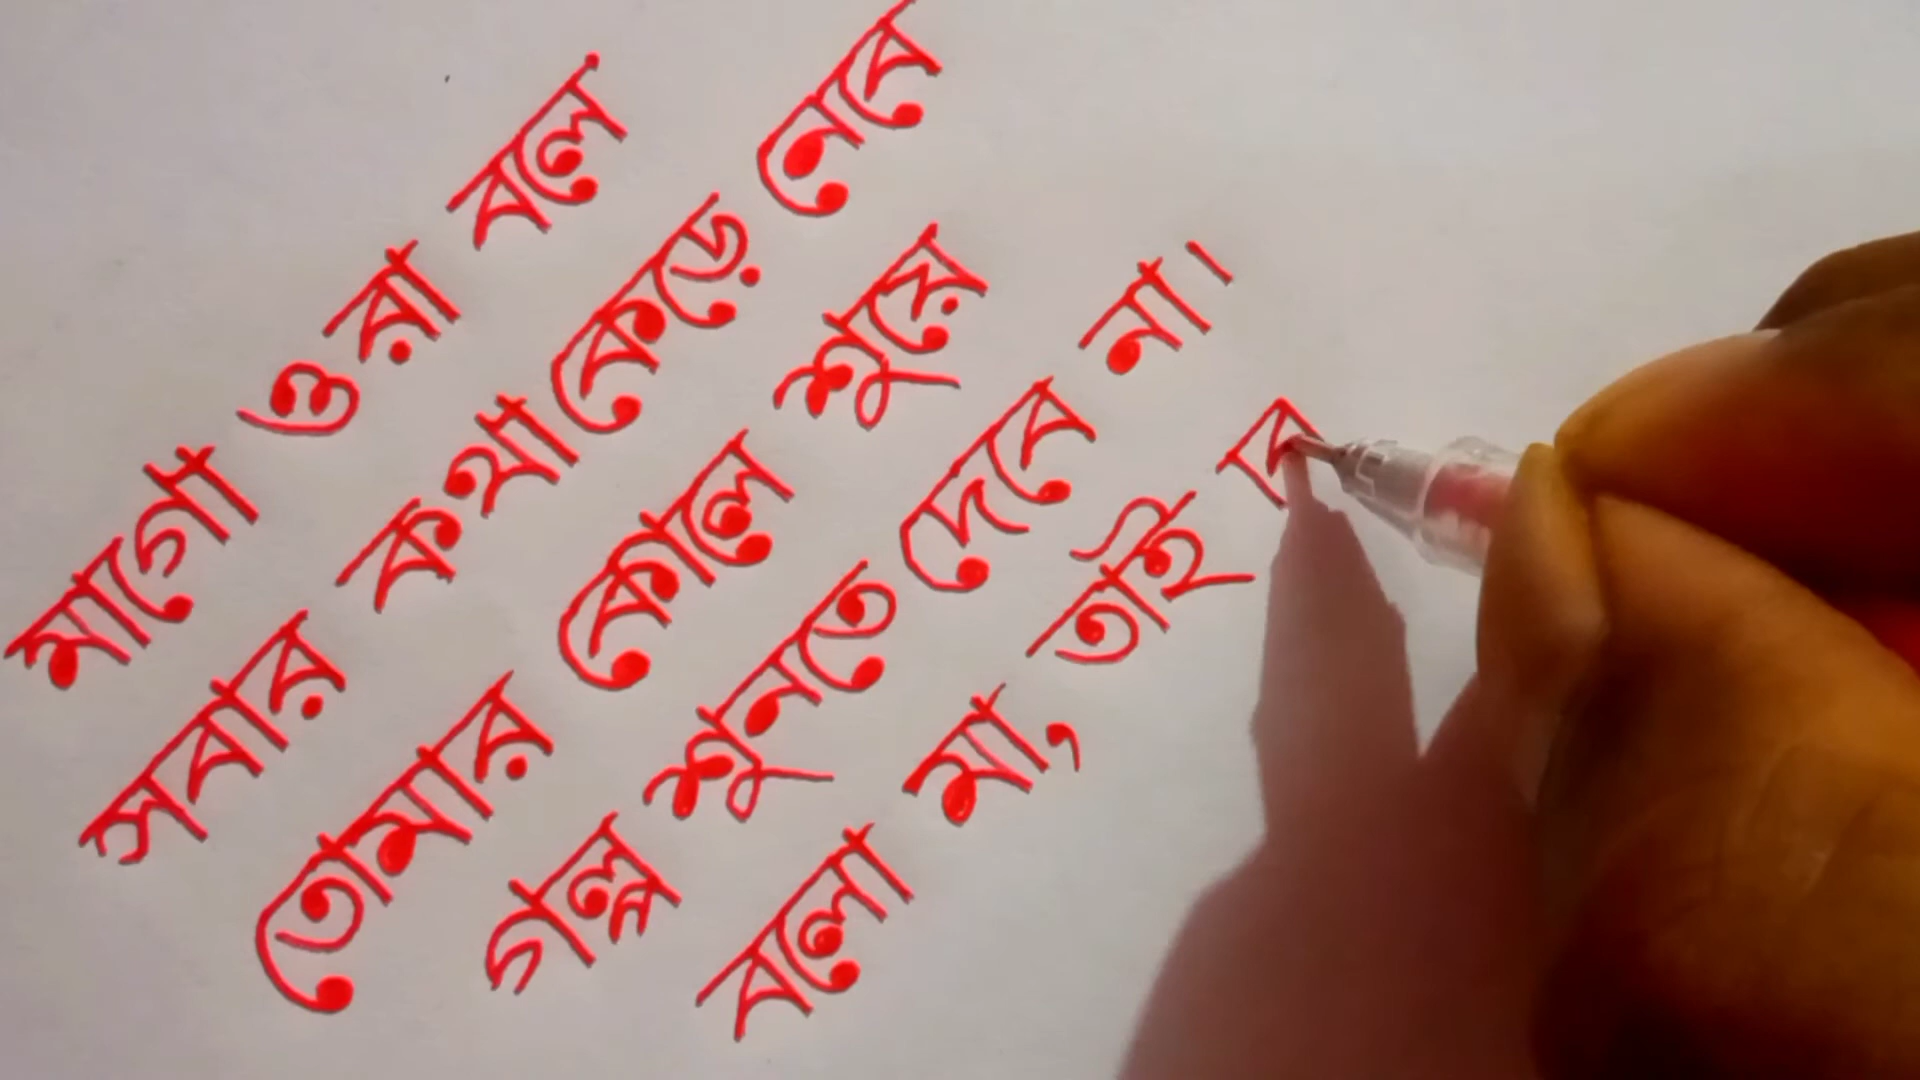 মাগো ওরা বলে
সবার কথা কেড়ে নেবে
তোমার কোলে শুয়ে
গল্প শুনতে দেবে না।
বলো মা, তাই